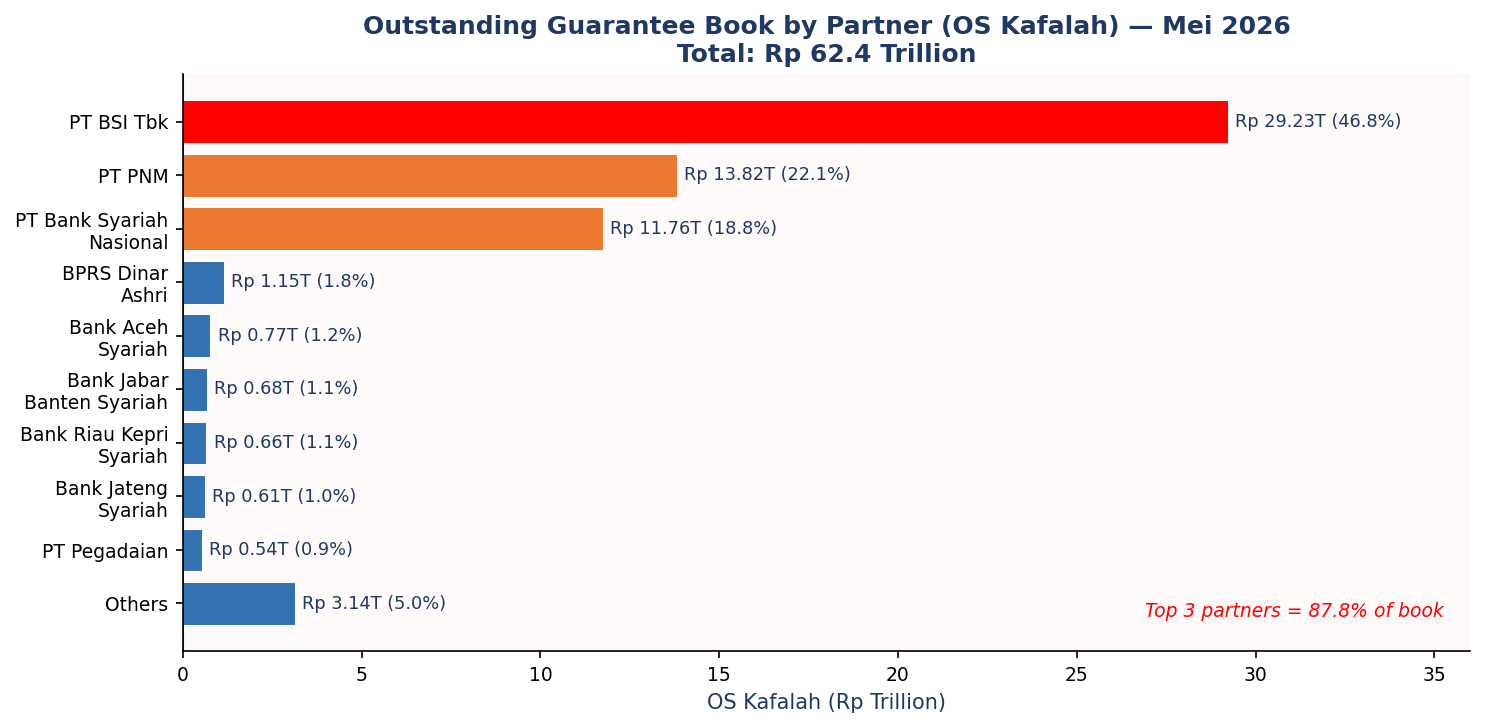 Outstanding Guarantee Book by Partner (OS Kafalah) — Mei 2026
Total: Rp 62.4 Trillion
PT BSI Tbk
Rp 29.23T (46.8%)
PT PNM
Rp 13.82T (22.1%)
PT Bank Syariah
Nasional
Rp 11.76T (18.8%)
BPRS Dinar
Ashri
Rp 1.15T (1.8%)
Bank Aceh
Syariah
Rp 0.77T (1.2%)
Bank Jabar
Banten Syariah
Rp 0.68T (1.1%)
Bank Riau Kepri
Syariah
Rp 0.66T (1.1%)
Bank Jateng
Syariah
Rp 0.61T (1.0%)
PT Pegadaian
Rp 0.54T (0.9%)
Others
Rp 3.14T (5.0%)
Top 3 partners = 87.8% of book
0 5 10 15 20 25 30 35
OS Kafalah (Rp Trillion)